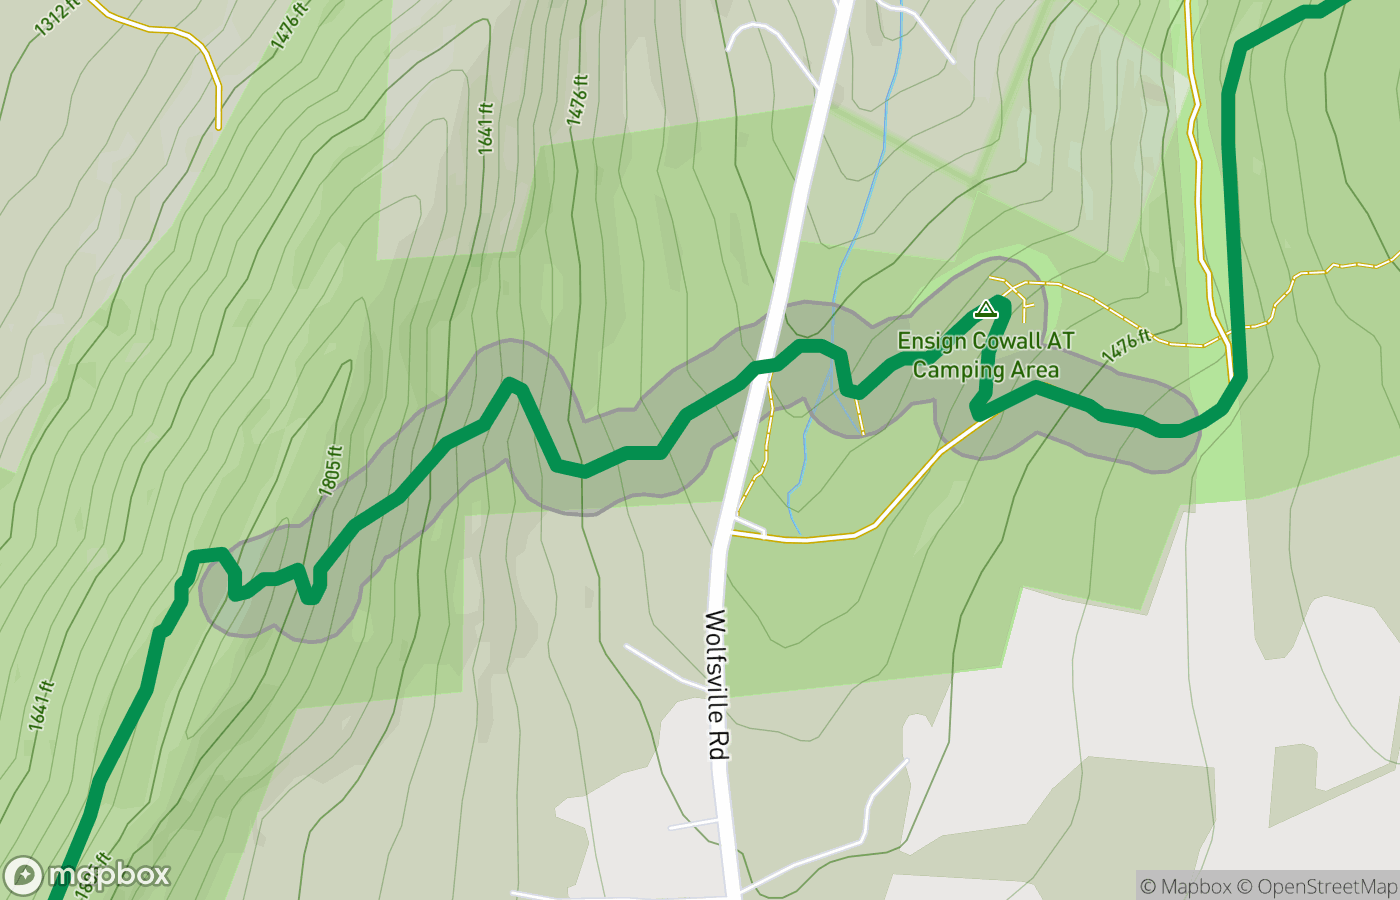 1312 ft
1476 ft
1476 ft
1641 ft
Ensign Cowall AT
Camping Area
1476 ft
1805 ft
Wolfsville Rd
1641 ft
mapbox
© Mapbox © OpenStreetMap